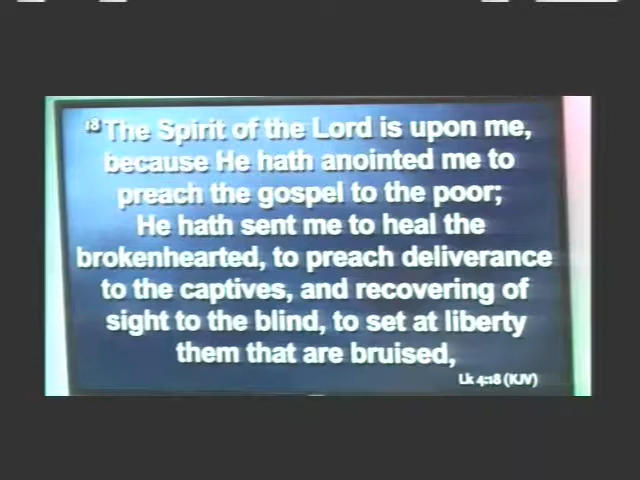 18 The Spirit of the Lord is upon me,
because He hath anointed me to
preach the gospel to the poor;
He hath sent me to heal the
brokenhearted, to preach deliverance
to the captives, and recovering of
sight to the blind, to set at liberty
them that are bruised,
Lk 4:18 (KJV)